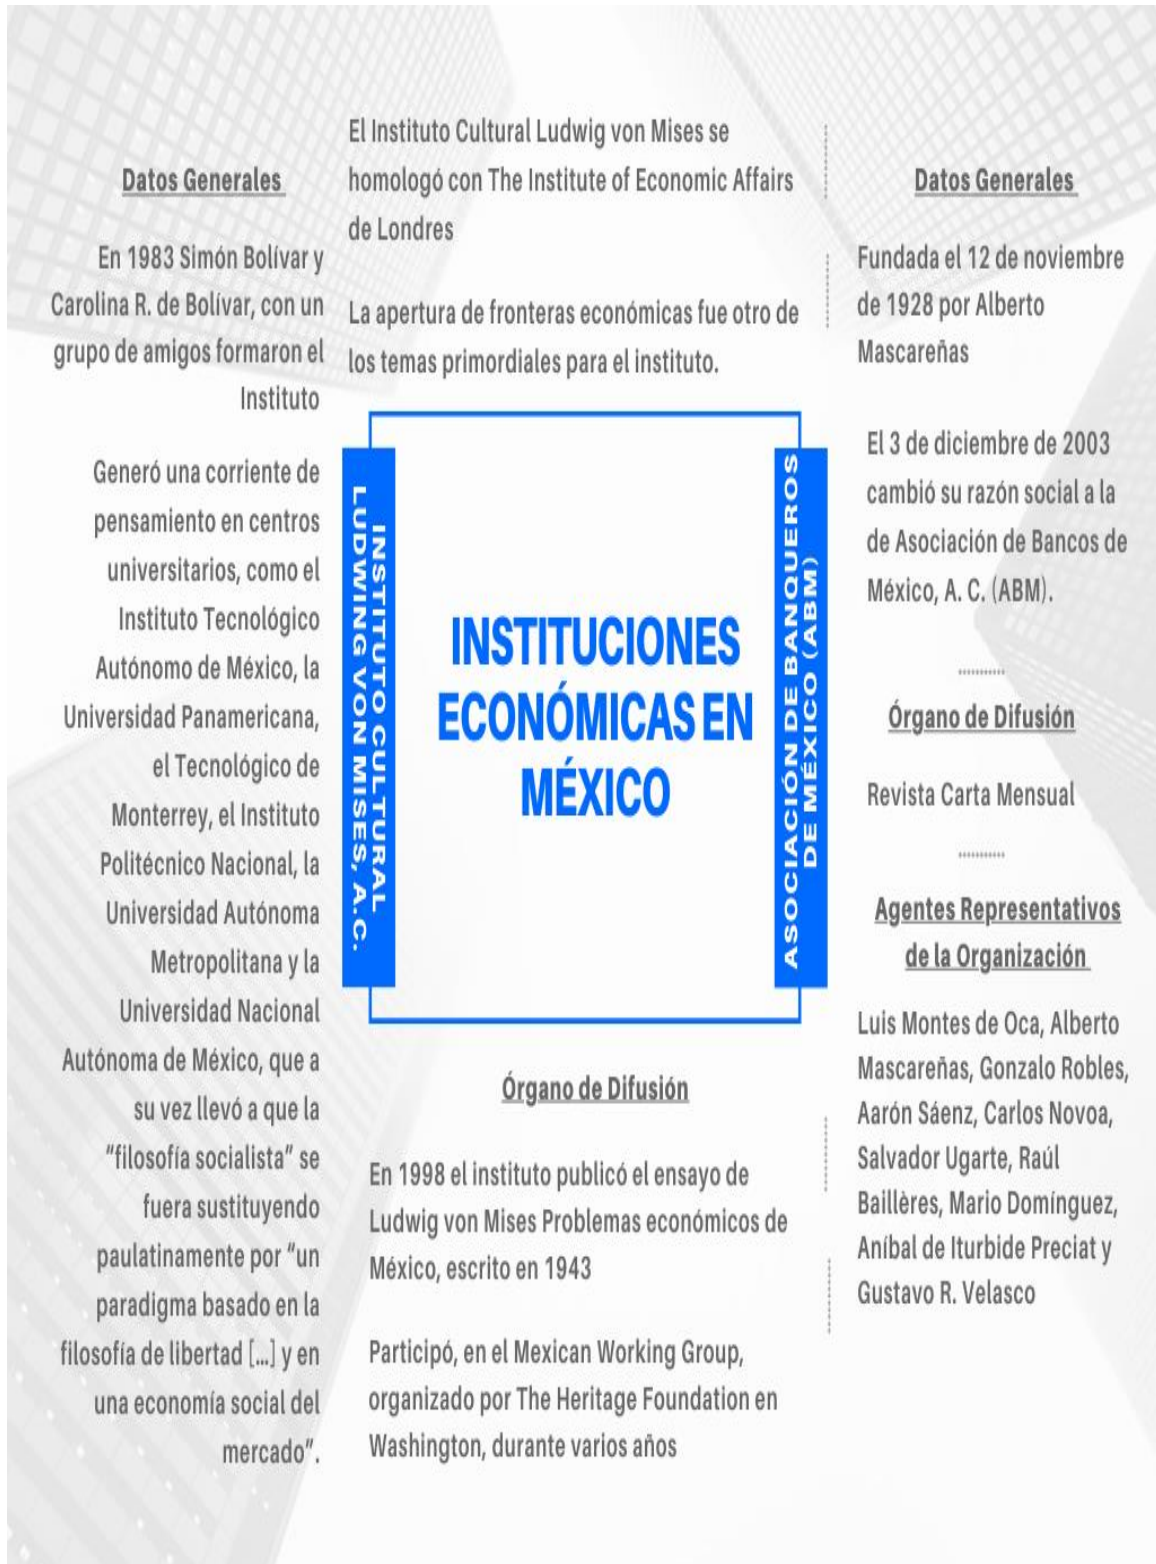 Datos Generales
En 1983 Simón Bolívar y
Carolina R. de Bolívar, con un
grupo de amigos formaron el
Instituto
Generó una corriente de
pensamiento en centros
universitarios, como el
Instituto Tecnológico
Autónomo de México, la
Universidad Panamericana,
el Tecnológico de
Monterrey, el Instituto
Politécnico Nacional, la
Universidad Autónoma
Metropolitana y la
Universidad Nacional
Autónoma de México, que a
su vez llevó a que la
"filosofía socialista" se
fuera sustituyendo
paulatinamente por "un
paradigma basado en la
filosofía de libertad [...] y en
una economía social del
mercado".
El Instituto Cultural Ludwig von Mises se
homologó con The Institute of Economic Affairs
de Londres
La apertura de fronteras económicas fue otro de
los temas primordiales para el instituto.
INSTITUTO CULTURAL
LUDWING VON MISES, A.C.
INSTITUCIONES
ECONÓMICAS EN
MÉXICO
ASOCIACIÓN DE BANQUEROS
DE MÉXICO (ABM)
Órgano de Difusión
En 1998 el instituto publicó el ensayo de
Ludwig von Mises Problemas económicos de
México, escrito en 1943
Participó, en el Mexican Working Group,
organizado por The Heritage Foundation en
Washington, durante varios años
Datos Generales
Fundada el 12 de noviembre
de 1928 por Alberto
Mascareñas
El 3 de diciembre de 2003
cambió su razón social a la
de Asociación de Bancos de
México, A. C. (ABM).
Órgano de Difusión
Revista Carta Mensual
Agentes Representativos
de la Organización
Luis Montes de Oca, Alberto
Mascareñas, Gonzalo Robles,
Aarón Sáenz, Carlos Novoa,
Salvador Ugarte, Raúl
Baillères, Mario Domínguez,
Aníbal de Iturbide Preciat y
Gustavo R. Velasco